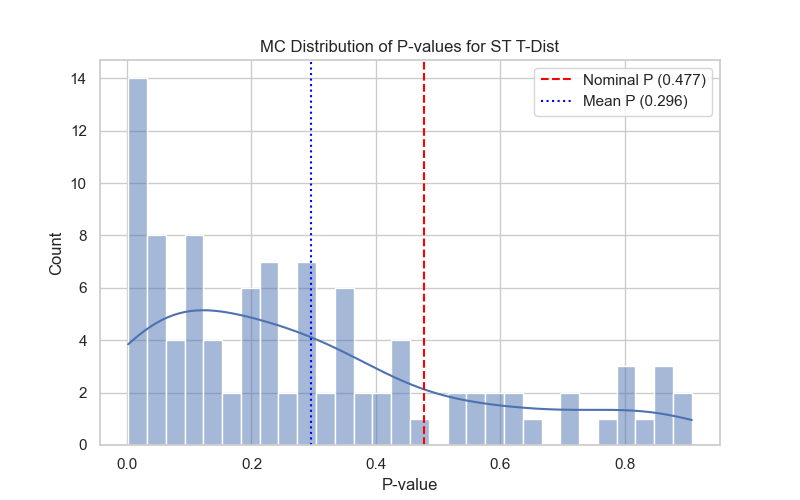 MC Distribution of P-values for ST T-Dist
Nominal P (0.477)
Mean P (0.296)
Count
14
12
10
8
6
4
2
0
0.0 0.2 0.4 0.6 0.8
P-value